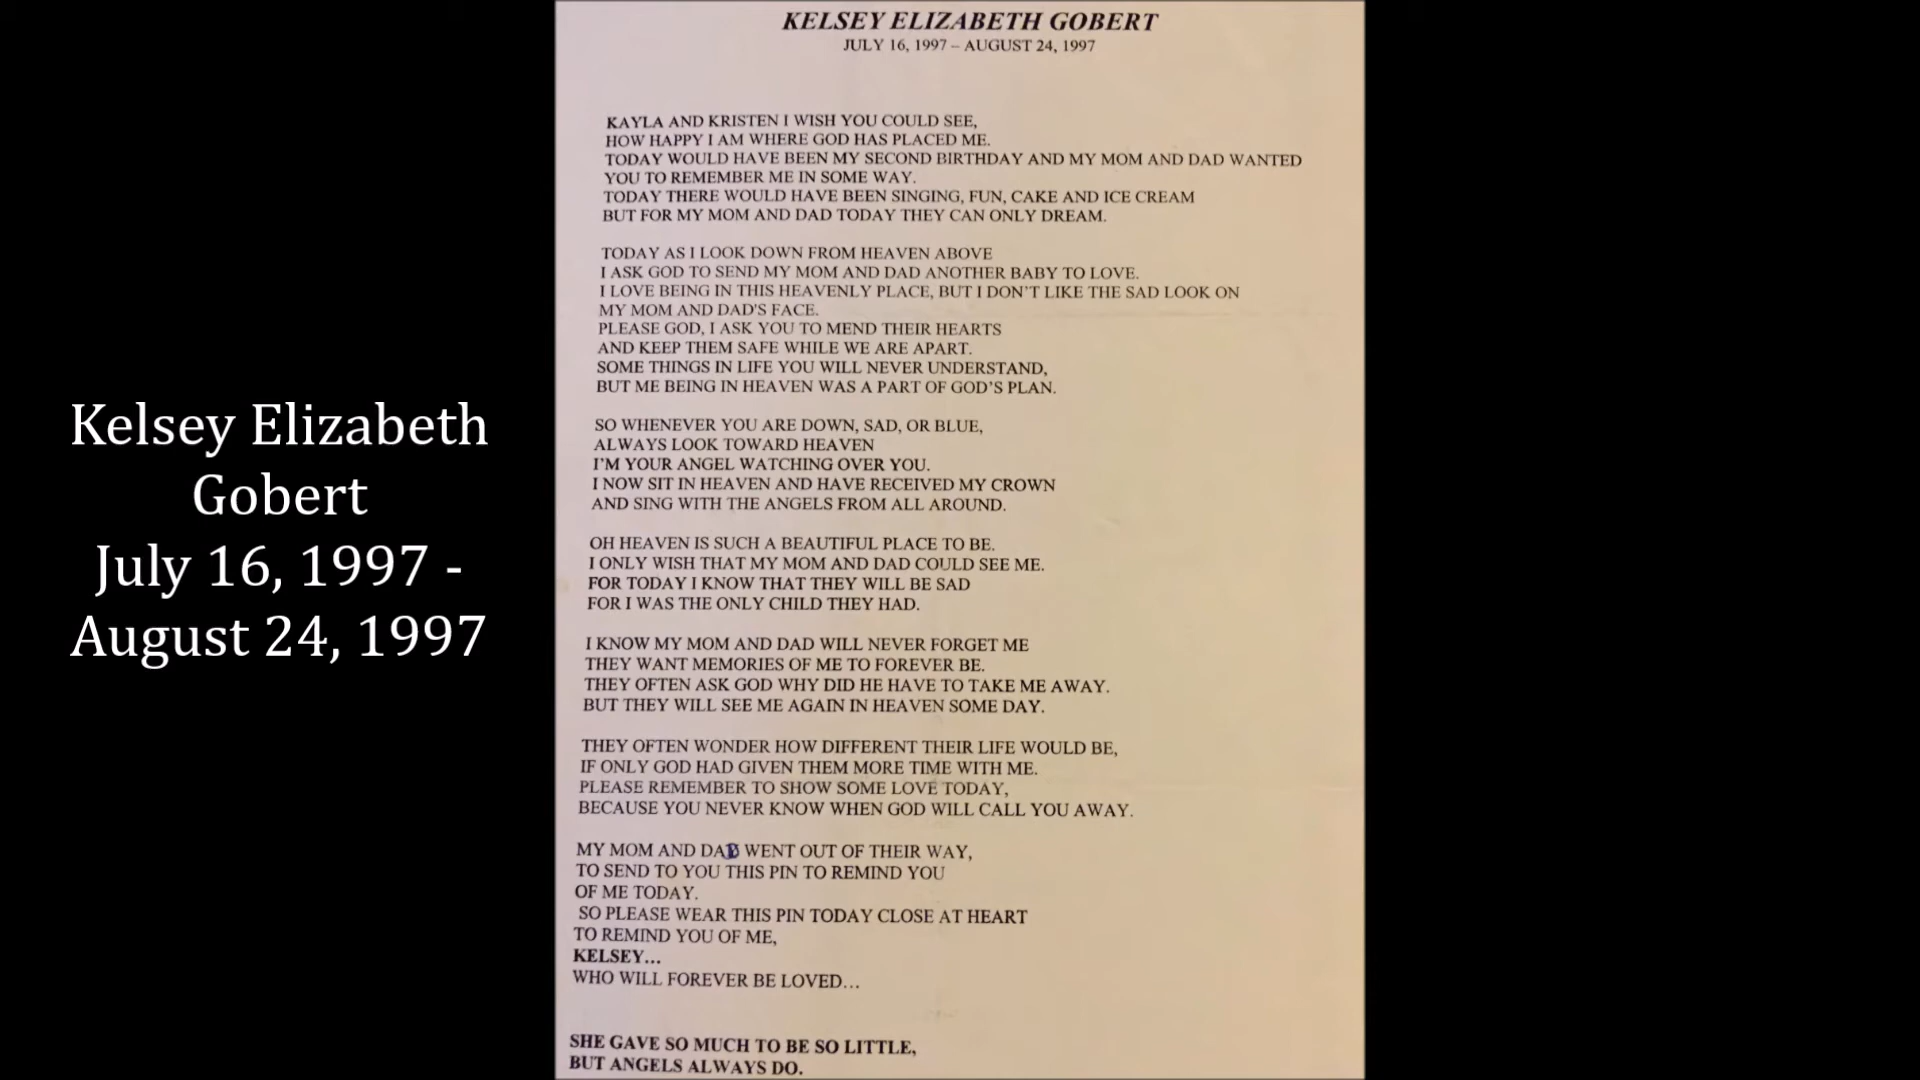 Kelsey Elizabeth
Gobert
July 16, 1997 -
August 24, 1997
KELSEY ELIZABETH GOBERT
JULY 16, 1997 – AUGUST 24, 1997
KAYLA AND KRISTEN I WISH YOU COULD SEE,
HOW HAPPY I AM WHERE GOD HAS PLACED ME.
TODAY WOULD HAVE BEEN MY SECOND BIRTHDAY AND MY MOM AND DAD WANTED
YOU TO REMEMBER ME IN SOME WAY.
TODAY THERE WOULD HAVE BEEN SINGING, FUN, CAKE AND ICE CREAM
BUT FOR MY MOM AND DAD TODAY THEY CAN ONLY DREAM.
TODAY AS I LOOK DOWN FROM HEAVEN ABOVE
I ASK GOD TO SEND MY MOM AND DAD ANOTHER BABY TO LOVE.
I LOVE BEING IN THIS HEAVENLY PLACE, BUT I DON'T LIKE THE SAD LOOK ON
MY MOM AND DAD'S FACE.
PLEASE GOD, I ASK YOU TO MEND THEIR HEARTS
AND KEEP THEM SAFE WHILE WE ARE APART.
SOME THINGS IN LIFE YOU WILL NEVER UNDERSTAND,
BUT ME BEING IN HEAVEN WAS A PART OF GOD'S PLAN.
SO WHENEVER YOU ARE DOWN, SAD, OR BLUE,
ALWAYS LOOK TOWARD HEAVEN
I'M YOUR ANGEL WATCHING OVER YOU.
I NOW SIT IN HEAVEN AND HAVE RECEIVED MY CROWN
AND SING WITH THE ANGELS FROM ALL AROUND.
OH HEAVEN IS SUCH A BEAUTIFUL PLACE TO BE.
I ONLY WISH THAT MY MOM AND DAD COULD SEE ME.
FOR TODAY I KNOW THAT THEY WILL BE SAD
FOR I WAS THE ONLY CHILD THEY HAD.
I KNOW MY MOM AND DAD WILL NEVER FORGET ME
THEY WANT MEMORIES OF ME TO FOREVER BE.
THEY OFTEN ASK GOD WHY DID HE HAVE TO TAKE ME AWAY.
BUT THEY WILL SEE ME AGAIN IN HEAVEN SOME DAY.
THEY OFTEN WONDER HOW DIFFERENT THEIR LIFE WOULD BE,
IF ONLY GOD HAD GIVEN THEM MORE TIME WITH ME.
PLEASE REMEMBER TO SHOW SOME LOVE TODAY,
BECAUSE YOU NEVER KNOW WHEN GOD WILL CALL YOU AWAY.
MY MOM AND DAD WENT OUT OF THEIR WAY,
TO SEND TO YOU THIS PIN TO REMIND YOU
OF ME TODAY.
SO PLEASE WEAR THIS PIN TODAY CLOSE AT HEART
TO REMIND YOU OF ME,
KELSEY...
WHO WILL FOREVER BE LOVED...
SHE GAVE SO MUCH TO BE SO LITTLE,
BUT ANGELS ALWAYS DO.